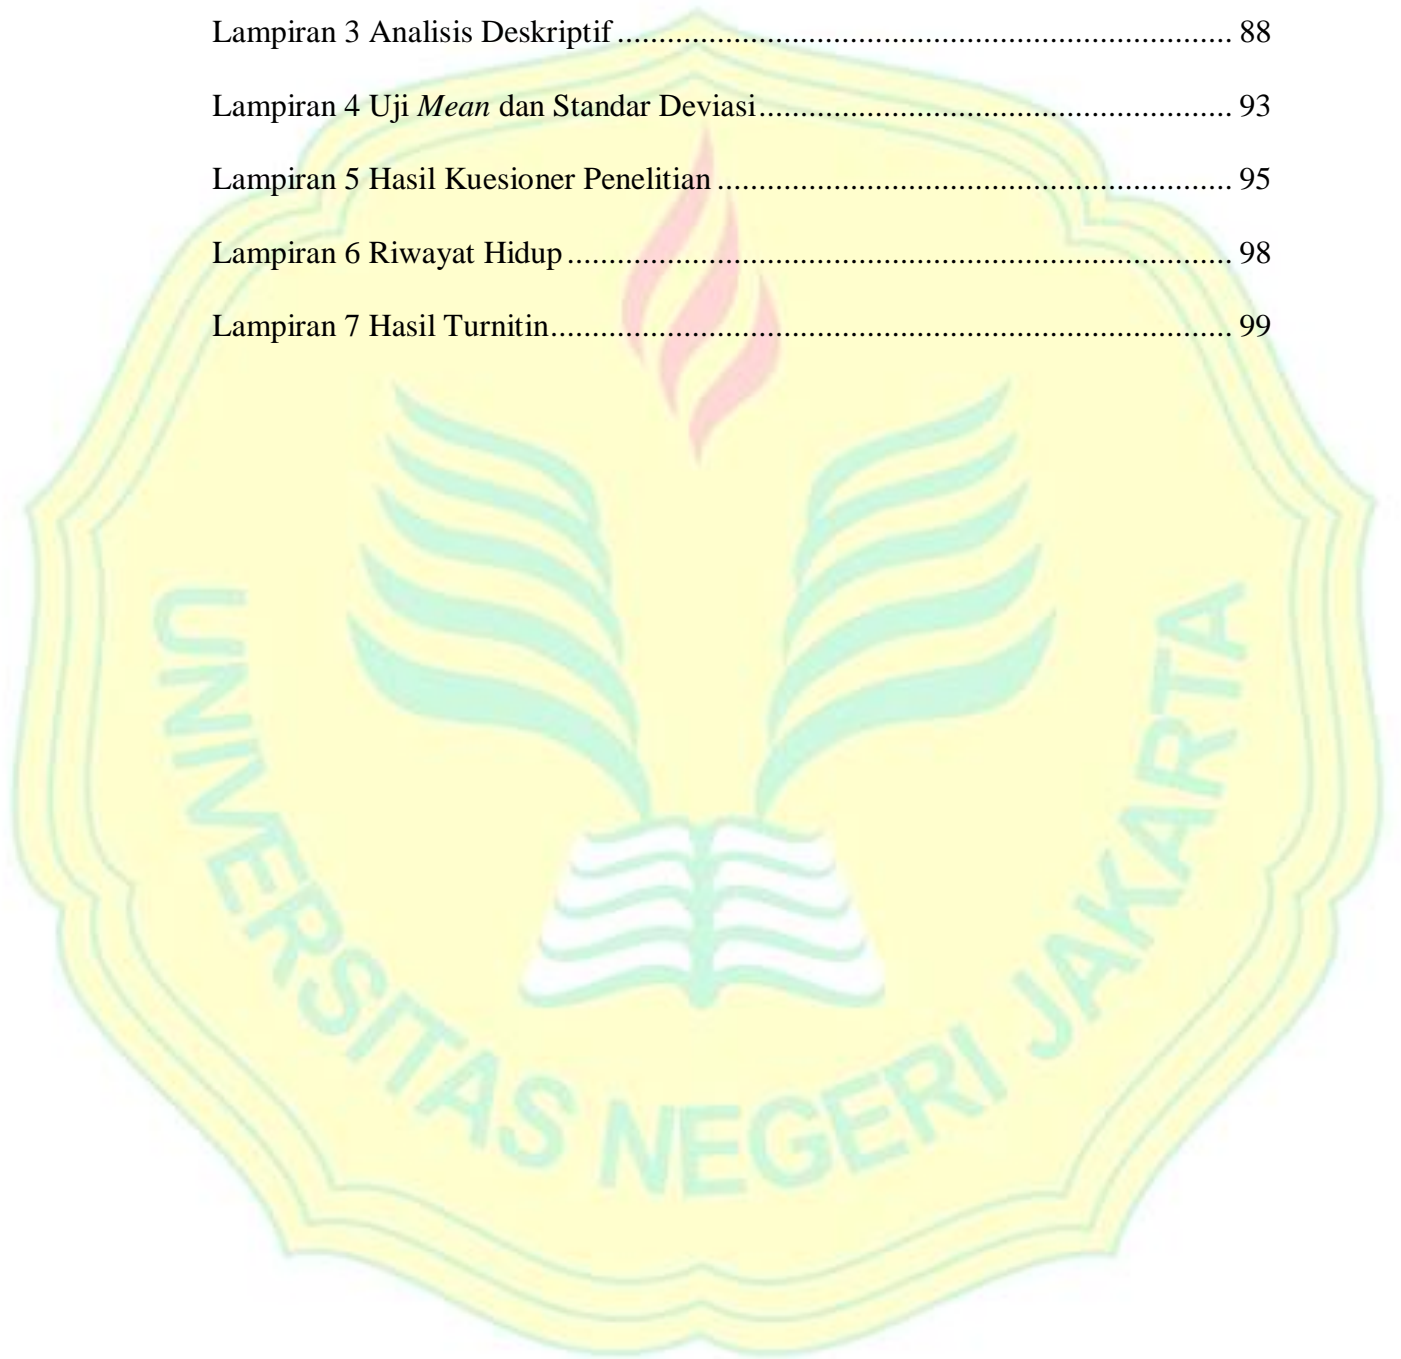 Lampiran 3 Analisis Deskriptif........................................................................... 88
Lampiran 4 Uji Mean dan Standar Deviasi......................................................... 93
Lampiran 5 Hasil Kuesioner Penelitian .............................................................. 95
Lampiran 6 Riwayat Hidup ................................................................................ 98
Lampiran 7 Hasil Turnitin................................................................................... 99
UNIVERSITAS NEGERI JAKARTA